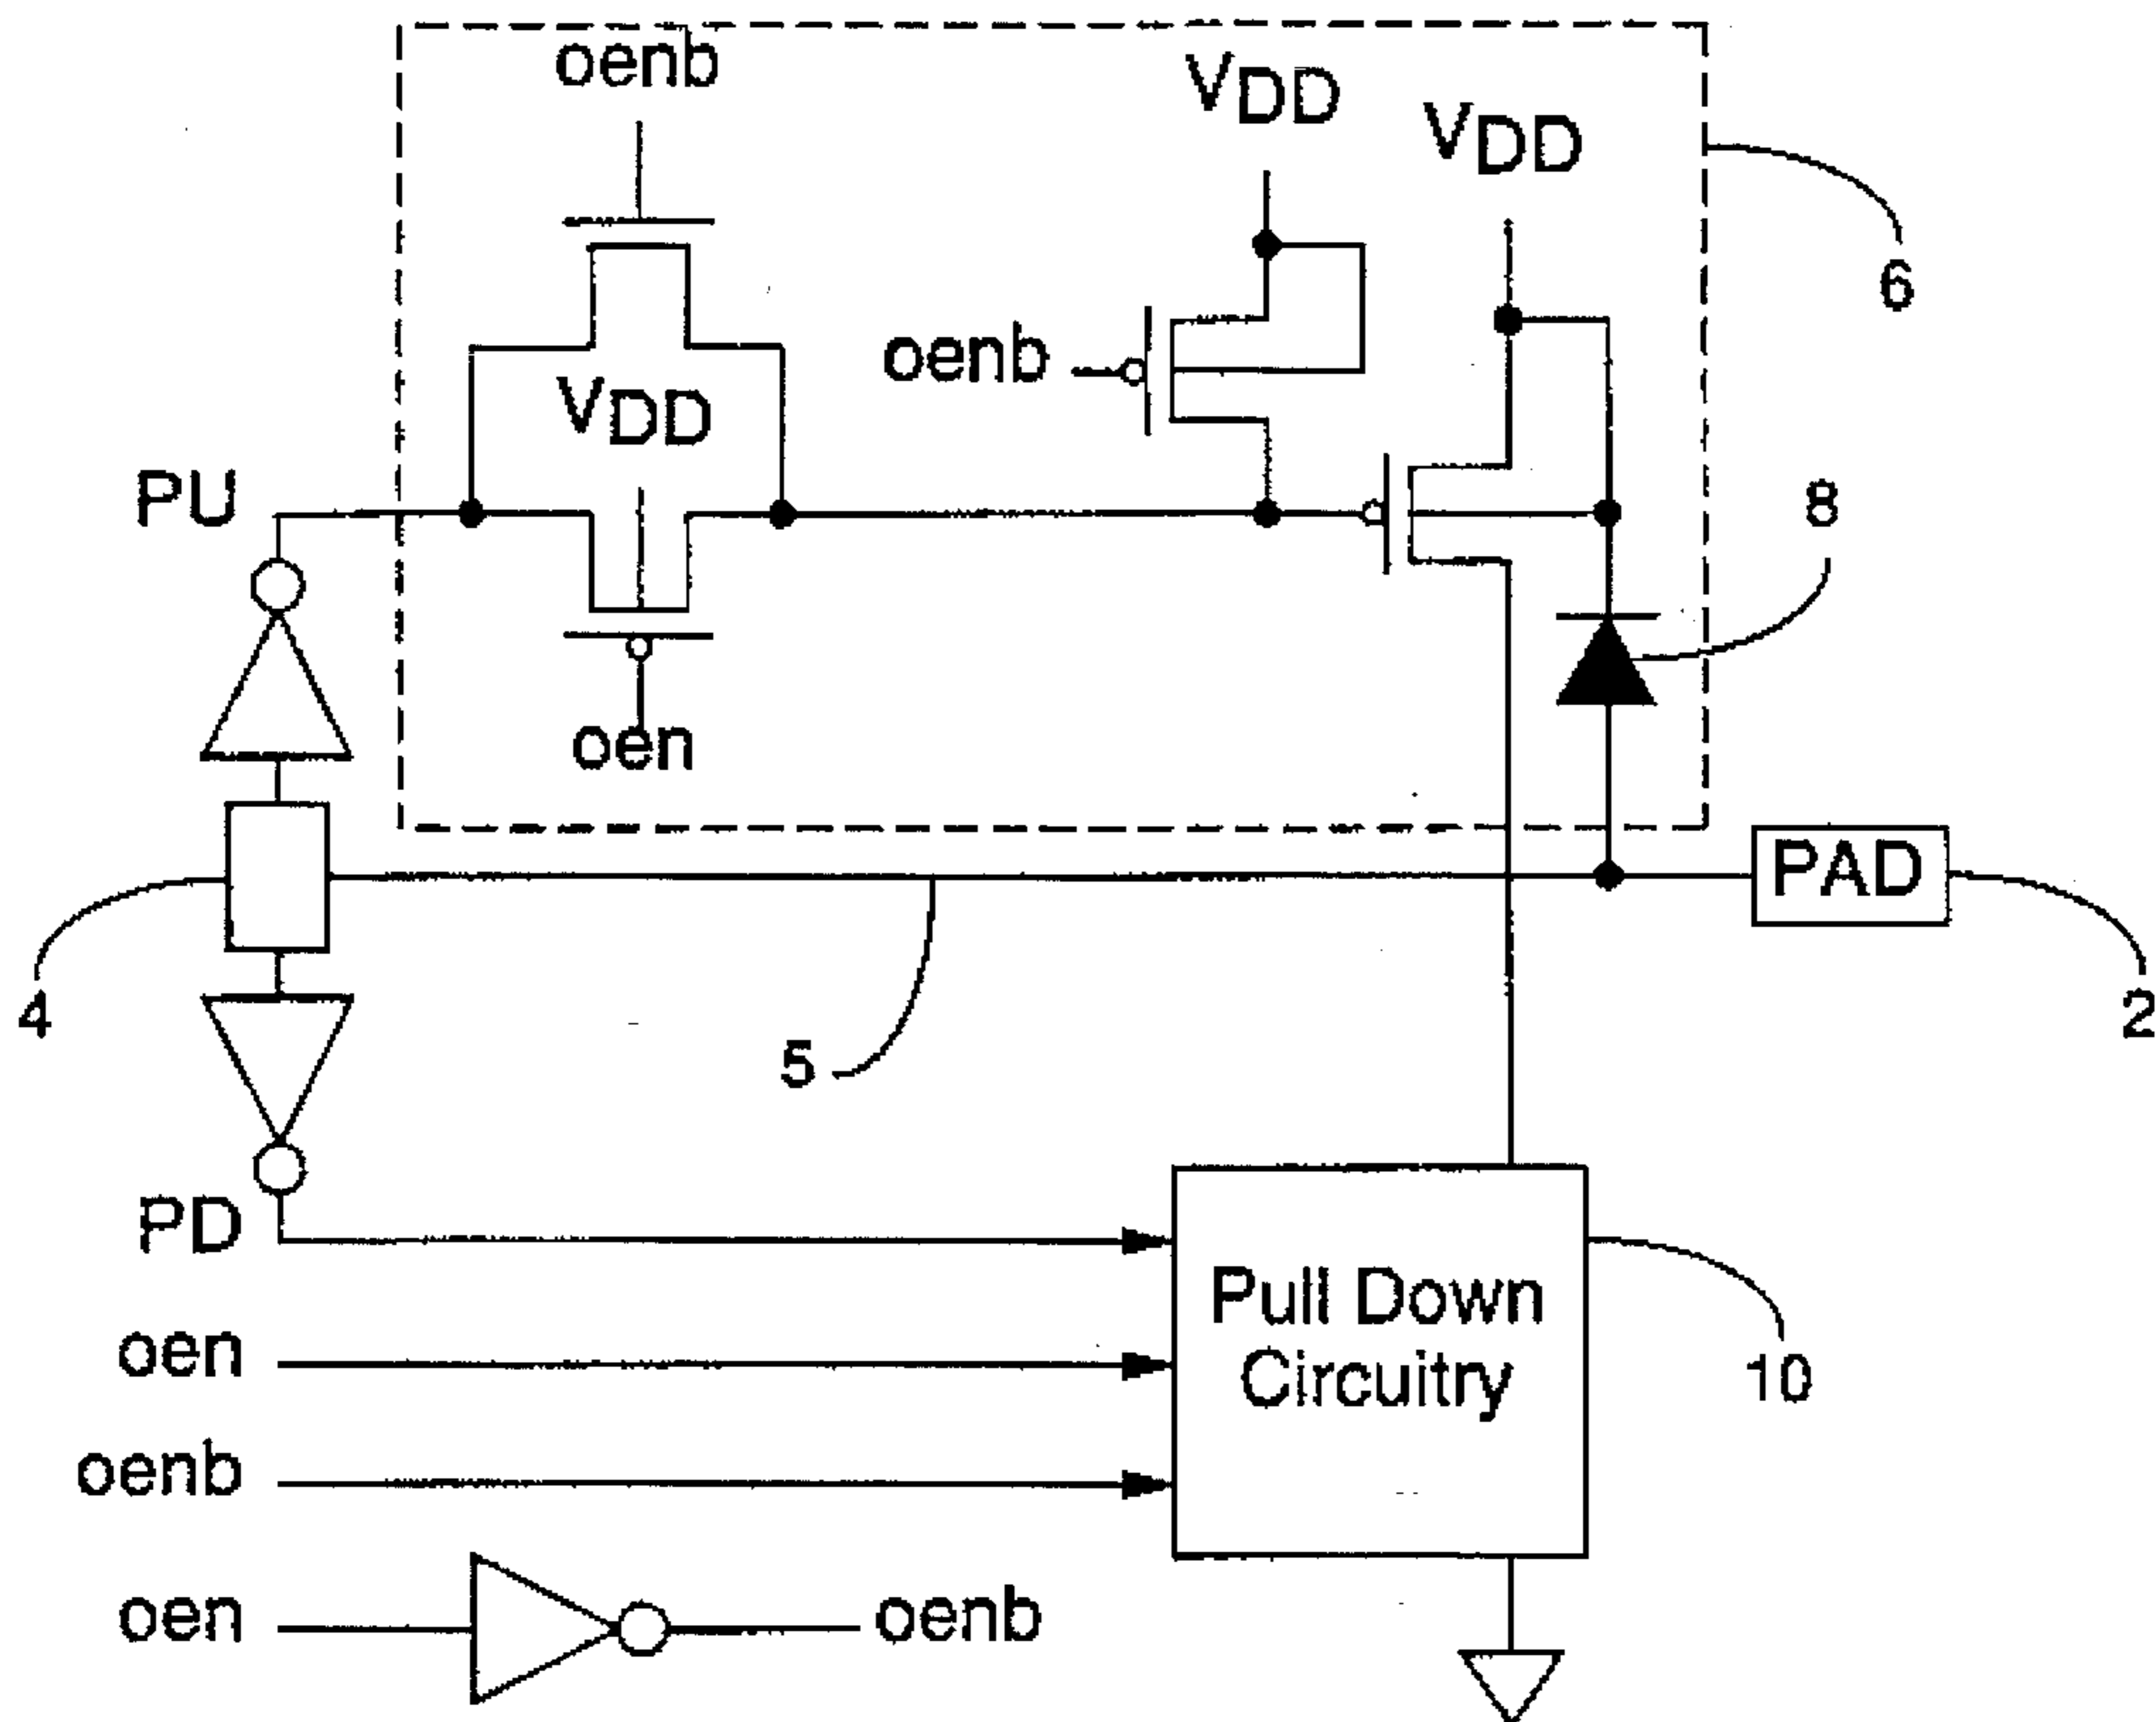 oenb
VDD
VDD
6
oenb
VDD
PU
8
oen
PAD
4
2
5
PD
Pull Down
Circuitry
oen
10
oenb
oen
oenb